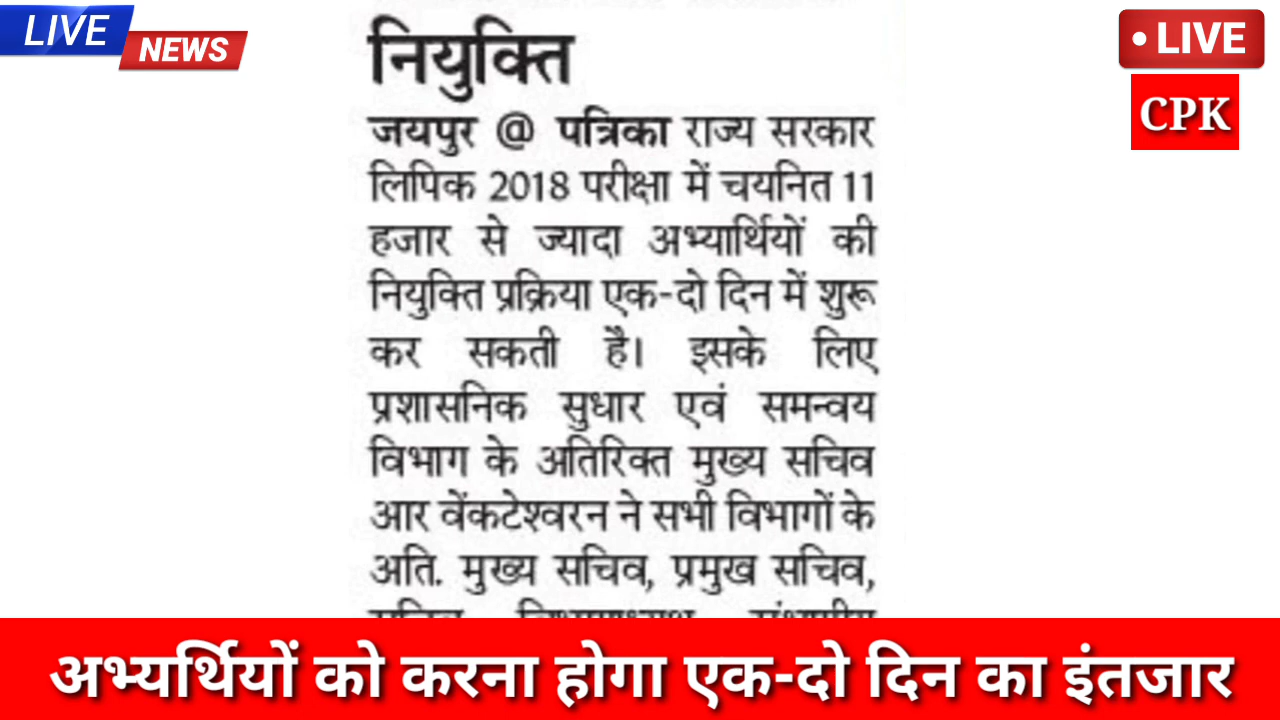 LIVE
NEWS
LIVE
CPK
नियुक्ति
जयपुर @ पत्रिका राज्य सरकार
लिपिक 2018 परीक्षा में चयनित 11
हजार से ज्यादा अभ्यार्थियों की
नियुक्ति प्रक्रिया एक-दो दिन में शुरू
कर सकती है। इसके लिए
प्रशासनिक सुधार एवं समन्वय
विभाग के अतिरिक्त मुख्य सचिव
आर वेंकटेश्वरन ने सभी विभागों के
अति. मुख्य सचिव, प्रमुख सचिव,
अभ्यर्थियों को करना होगा एक-दो दिन का इंतजार